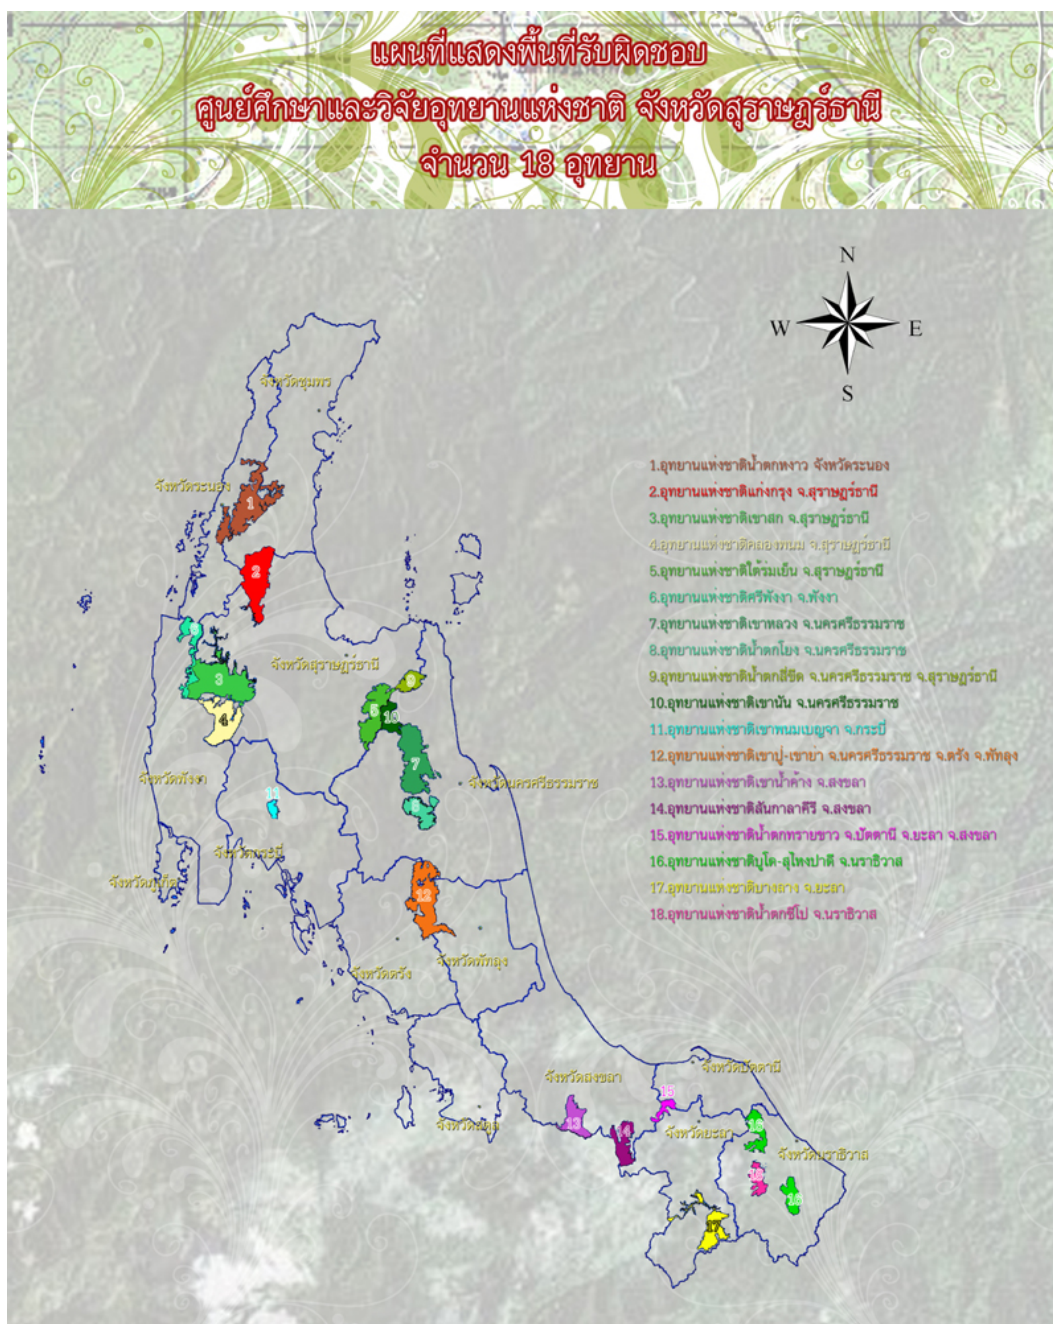 แผนที่แสดงพื้นที่รับผิดชอบ
ศูนย์ศึกษาและวิจัยอุทยานแห่งชาติ จังหวัดสุราษฎร์ธานี
จำนวน 18 อุทยาน
N
W E
S
จังหวัดชุมพร
จังหวัดระนอง
1
2
6
จังหวัดสุราษฎร์ธานี
3
9
4
5
10
7
จังหวัดพังงา
จังหวัดนครศรีธรรมราช
11
8
จังหวัดกระบี่
จังหวัดภูเก็ต
12
จังหวัดตรัง
จังหวัดพัทลุง
จังหวัดสงขลา
จังหวัดปัตตานี
15
จังหวัดสตูล
13
14
จังหวัดยะลา
16
จังหวัดนราธิวาส
18
16
17
1.อุทยานแห่งชาติน้ำตกหงาว จังหวัดระนอง
2.อุทยานแห่งชาติแก่งกรุง จ.สุราษฎร์ธานี
3.อุทยานแห่งชาติเขาสก จ.สุราษฎร์ธานี
4.อุทยานแห่งชาติคลองพนม จ.สุราษฎร์ธานี
5.อุทยานแห่งชาติใต้ร่มเย็น จ.สุราษฎร์ธานี
6.อุทยานแห่งชาติศรีพังงา จ.พังงา
7.อุทยานแห่งชาติเขาหลวง จ.นครศรีธรรมราช
8.อุทยานแห่งชาติน้ำตกโยง จ.นครศรีธรรมราช
9.อุทยานแห่งชาติน้ำตกสี่ขีด จ.นครศรีธรรมราช จ.สุราษฎร์ธานี
10.อุทยานแห่งชาติเขานัน จ.นครศรีธรรมราช
11.อุทยานแห่งชาติเขาพนมเบญจา จ.กระบี่
12.อุทยานแห่งชาติเขาปู่-เขาย่า จ.นครศรีธรรมราช จ.ตรัง จ.พัทลุง
13.อุทยานแห่งชาติเขาน้ำค้าง จ.สงขลา
14.อุทยานแห่งชาติสันกาลาคีรี จ.สงขลา
15.อุทยานแห่งชาติน้ำตกทรายขาว จ.ปัตตานี จ.ยะลา จ.สงขลา
16.อุทยานแห่งชาติบูโด-สุไหงปาดี จ.นราธิวาส
17.อุทยานแห่งชาติบางลาง จ.ยะลา
18.อุทยานแห่งชาติน้ำตกซีโป จ.นราธิวาส